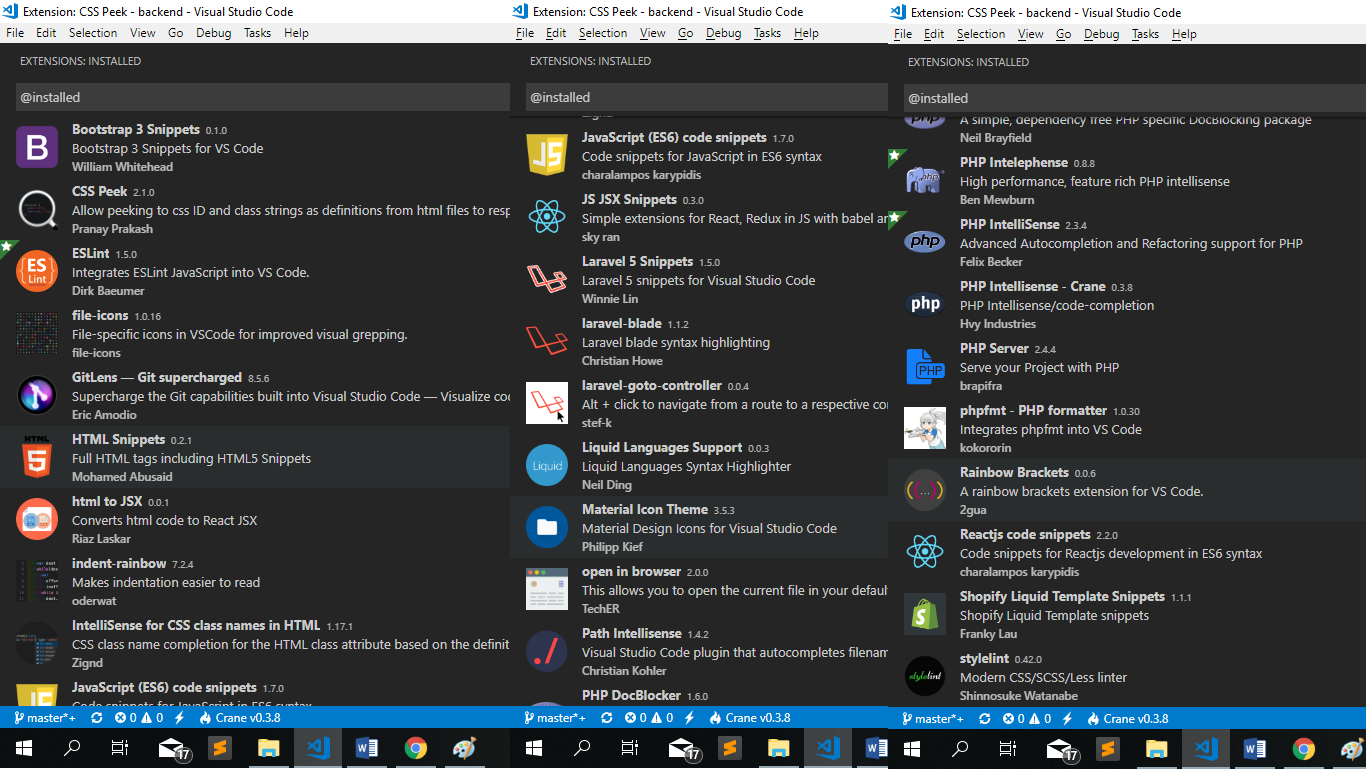 Extension: CSS Peek - backend - Visual Studio Code
File Edit Selection View Go Debug Tasks Help
EXTENSIONS: INSTALLED
@installed
B
Bootstrap 3 Snippets 0.1.0
Bootstrap 3 Snippets for VS Code
William Whitehead
CSS Peek 2.1.0
Allow peeking to css ID and class strings as definitions from html files to resp
Pranay Prakash
ES
Lint
ESLint 1.5.0
Integrates ESLint JavaScript into VS Code.
Dirk Baeumer
file-icons 1.0.16
File-specific icons in VSCode for improved visual grepping.
file-icons
GitLens — Git supercharged 8.5.6
Supercharge the Git capabilities built into Visual Studio Code — Visualize co
Eric Amodio
HTML
5
HTML Snippets 0.2.1
Full HTML tags including HTML5 Snippets
Mohamed Abusaid
html to JSX 0.0.1
Converts html code to React JSX
Riaz Laskar
indent-rainbow 7.2.4
Makes indentation easier to read
oderwat
IntelliSense for CSS class names in HTML 1.17.1
CSS class name completion for the HTML class attribute based on the definit
Zignd
JavaScript (ES6) code snippets 1.7.0
Code snippets for JavaScript in ES6 syntax
master*+ 0 0 Crane v0.3.8
17
Extension: CSS Peek - backend - Visual Studio Code
File Edit Selection View Go Debug Tasks Help
EXTENSIONS: INSTALLED
@installed
Zignd
JS
JavaScript (ES6) code snippets 1.7.0
Code snippets for JavaScript in ES6 syntax
charalampos karypidis
JS JSX Snippets 0.3.0
Simple extensions for React, Redux in JS with babel an
sky ran
Laravel 5 Snippets 1.5.0
Laravel 5 snippets for Visual Studio Code
Winnie Lin
laravel-blade 1.1.2
Laravel blade syntax highlighting
Christian Howe
laravel-goto-controller 0.0.4
Alt + click to navigate from a route to a respective con
stef-k
Liquid
Liquid Languages Support 0.0.3
Liquid Languages Syntax Highlighter
Neil Ding
Material Icon Theme 3.5.3
Material Design Icons for Visual Studio Code
Philipp Kief
open in browser 2.0.0
This allows you to open the current file in your defaul
TechER
Path Intellisense 1.4.2
Visual Studio Code plugin that autocompletes filenam
Christian Kohler
PHP DocBlocker 1.6.0
master*+ 0 0 Crane v0.3.8
17
Extension: CSS Peek - backend - Visual Studio Code
File Edit Selection View Go Debug Tasks Help
EXTENSIONS: INSTALLED
@installed
A simple, dependency free PHP specific DocBlocking package
Neil Brayfield
php
PHP Intelephense 0.8.8
High performance, feature rich PHP intellisense
Ben Mewburn
php
PHP IntelliSense 2.3.4
Advanced Autocompletion and Refactoring support for PHP
Felix Becker
php
PHP Intellisense - Crane 0.3.8
PHP Intellisense/code-completion
Hvy Industries
PHP
PHP Server 2.4.4
Serve your Project with PHP
brapifra
phpfmt - PHP formatter 1.0.30
Integrates phpfmt into VS Code
kokororin
(...)
Rainbow Brackets 0.0.6
A rainbow brackets extension for VS Code.
2gua
Reactjs code snippets 2.2.0
Code snippets for Reactjs development in ES6 syntax
charalampos karypidis
Shopify Liquid Template Snippets 1.1.1
Shopify Liquid Template snippets
Franky Lau
stylelint
stylelint 0.42.0
Modern CSS/SCSS/Less linter
Shinnosuke Watanabe
master*+ 0 0 Crane v0.3.8
17